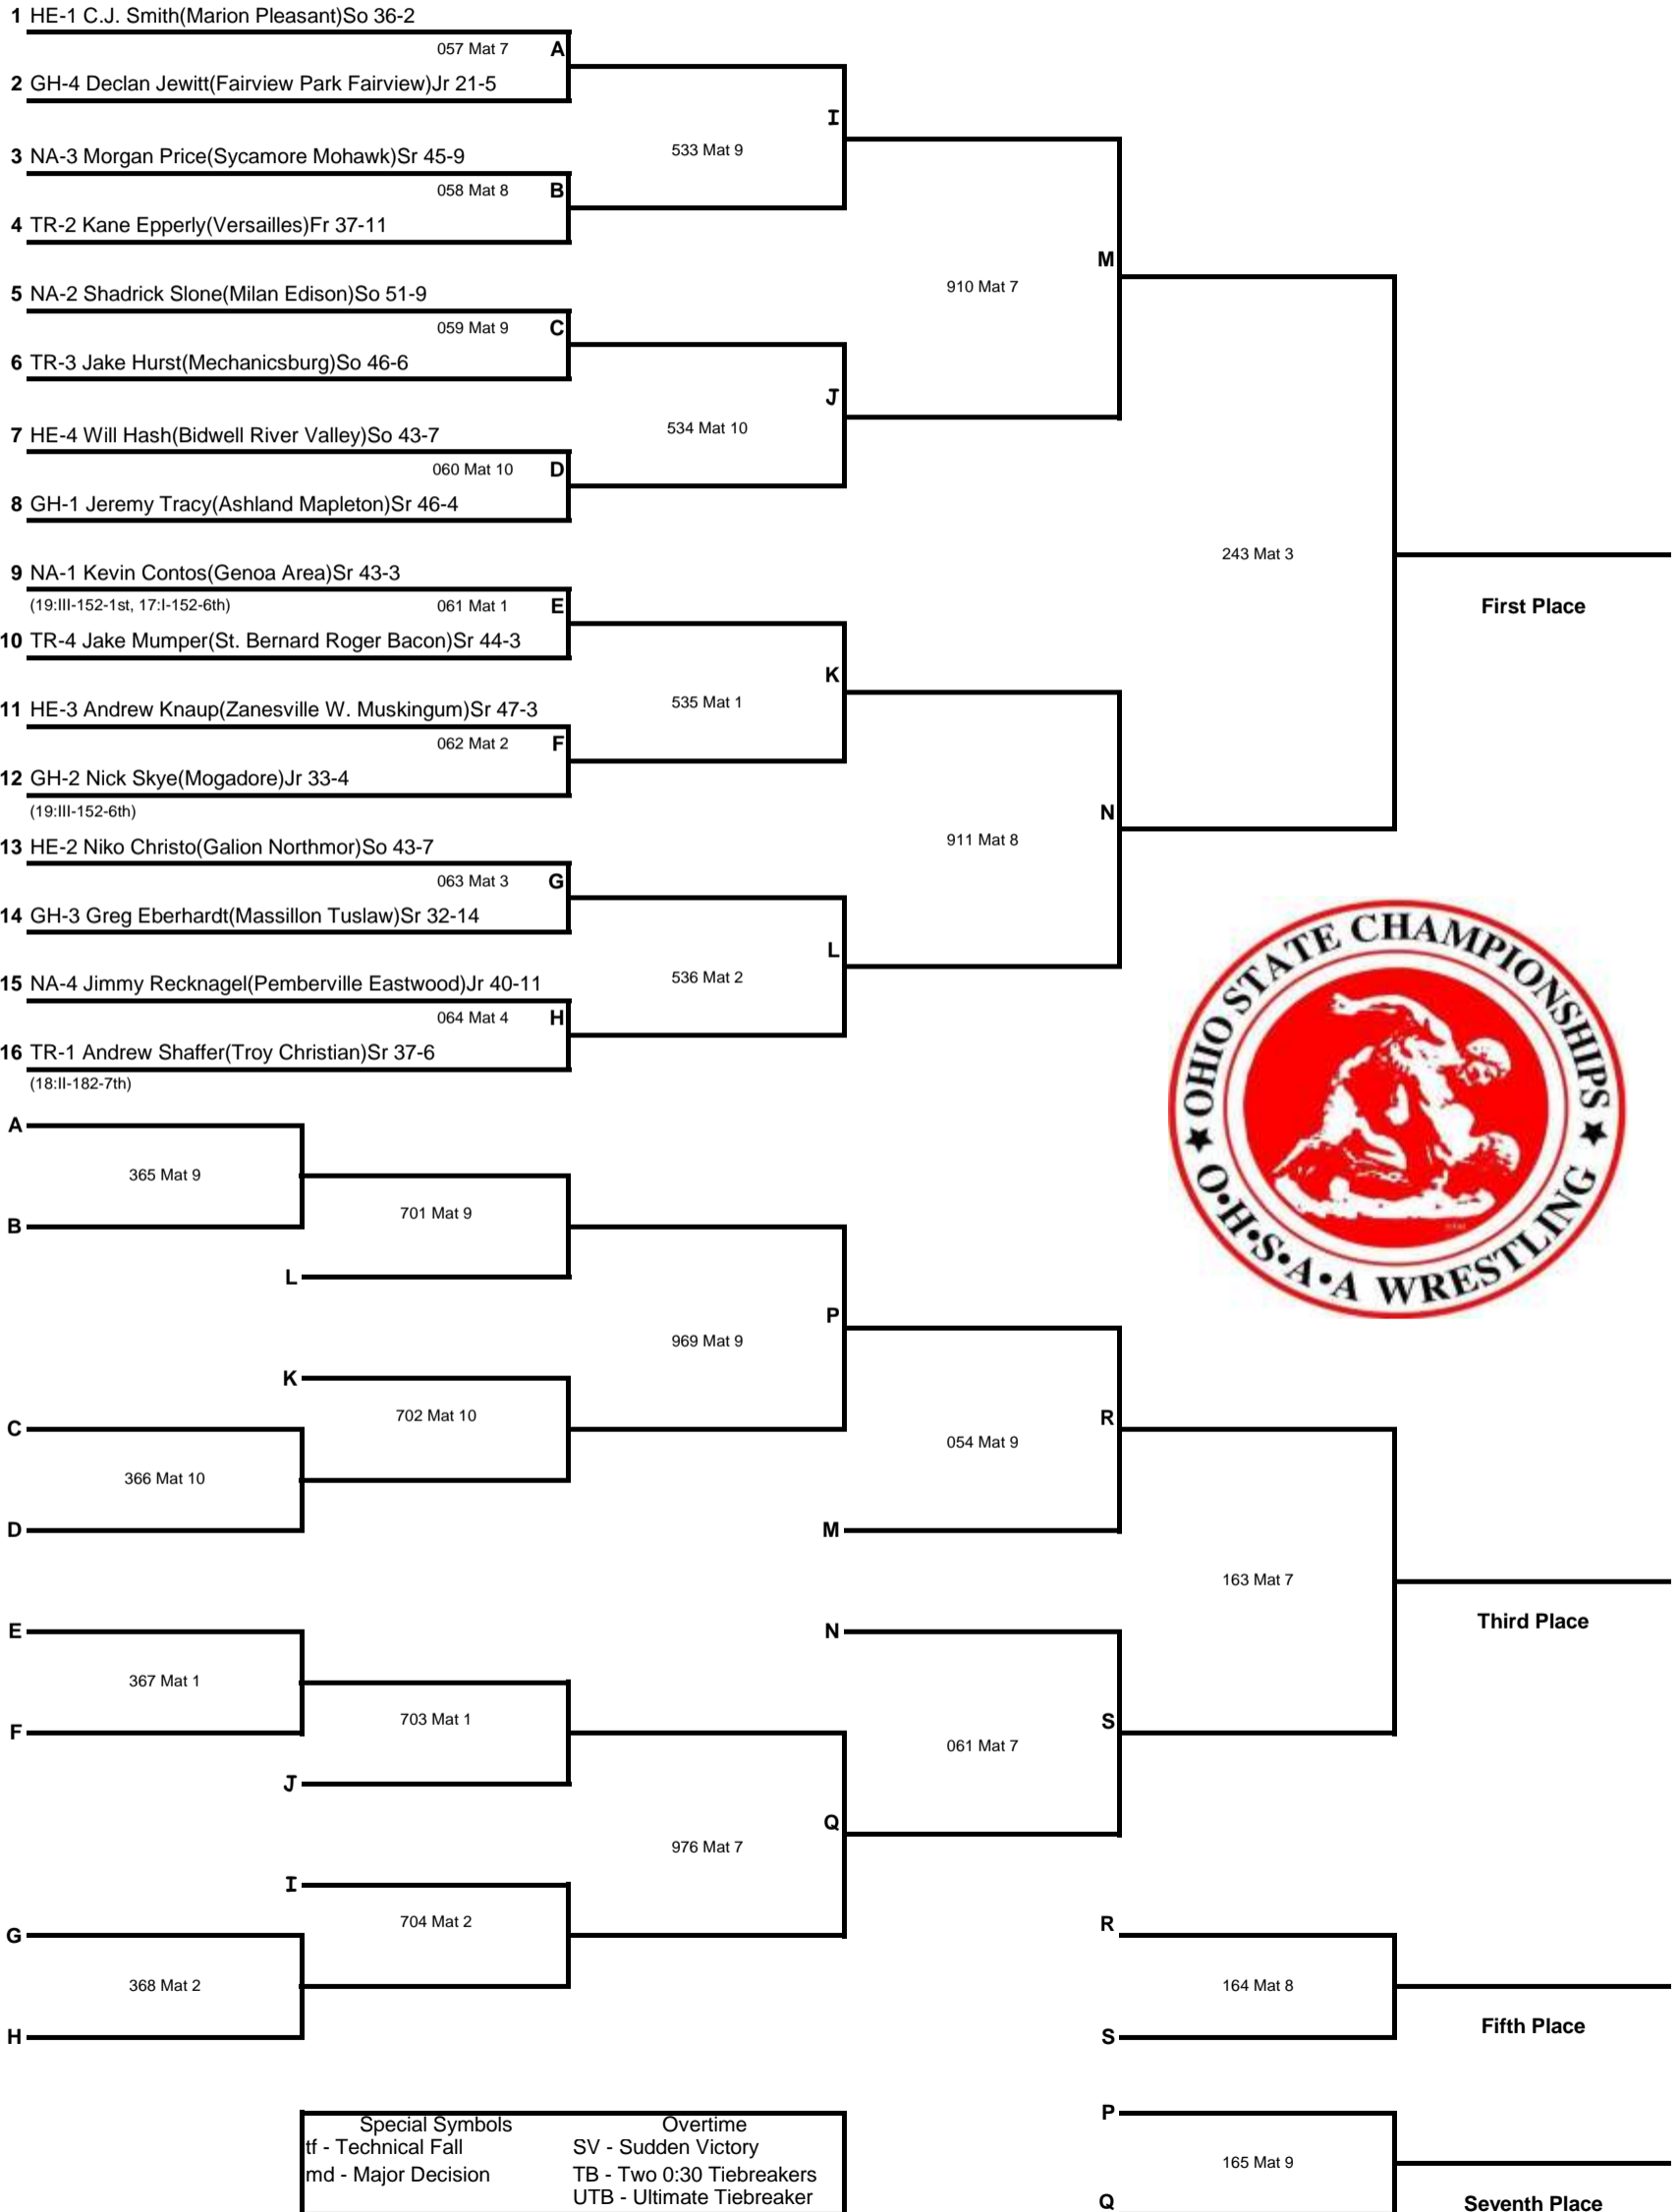 1 HE-1 C.J. Smith(Marion Pleasant)So 36-2
057 Mat 7 A
2 GH-4 Declan Jewitt(Fairview Park Fairview)Jr 21-5
I
533 Mat 9
3 NA-3 Morgan Price(Sycamore Mohawk)Sr 45-9
058 Mat 8 B
4 TR-2 Kane Epperly(Versailles)Fr 37-11
M
910 Mat 7
5 NA-2 Shadrick Slone(Milan Edison)So 51-9
059 Mat 9 C
6 TR-3 Jake Hurst(Mechanicsburg)So 46-6
J
534 Mat 10
7 HE-4 Will Hash(Bidwell River Valley)So 43-7
060 Mat 10 D
8 GH-1 Jeremy Tracy(Ashland Mapleton)Sr 46-4
243 Mat 3
First Place
9 NA-1 Kevin Contos(Genoa Area)Sr 43-3
(19:III-152-1st, 17:I-152-6th) 061 Mat 1 E
10 TR-4 Jake Mumper(St. Bernard Roger Bacon)Sr 44-3
K
535 Mat 1
11 HE-3 Andrew Knaup(Zanesville W. Muskingum)Sr 47-3
062 Mat 2 F
12 GH-2 Nick Skye(Mogadore)Jr 33-4
(19:III-152-6th)
N
911 Mat 8
13 HE-2 Niko Christo(Galion Northmor)So 43-7
063 Mat 3 G
14 GH-3 Greg Eberhardt(Massillon Tuslaw)Sr 32-14
L
536 Mat 2
15 NA-4 Jimmy Recknagel(Pemberville Eastwood)Jr 40-11
064 Mat 4 H
16 TR-1 Andrew Shaffer(Troy Christian)Sr 37-6
(18:II-182-7th)
★ OHIO STATE CHAMPIONSHIPS ★
O•H•S•A•A WRESTLING
A
365 Mat 9
B
701 Mat 9
L
P
969 Mat 9
K
702 Mat 10
C
366 Mat 10
D
R
054 Mat 9
M
163 Mat 7
Third Place
E
367 Mat 1
F
703 Mat 1
J
N
S
061 Mat 7
Q
976 Mat 7
I
704 Mat 2
G
368 Mat 2
H
R
164 Mat 8
S
Fifth Place
P
165 Mat 9
Q
Seventh Place
Special Symbols Overtime
tf - Technical Fall SV - Sudden Victory
md - Major Decision TB - Two 0:30 Tiebreakers
UTB - Ultimate Tiebreaker